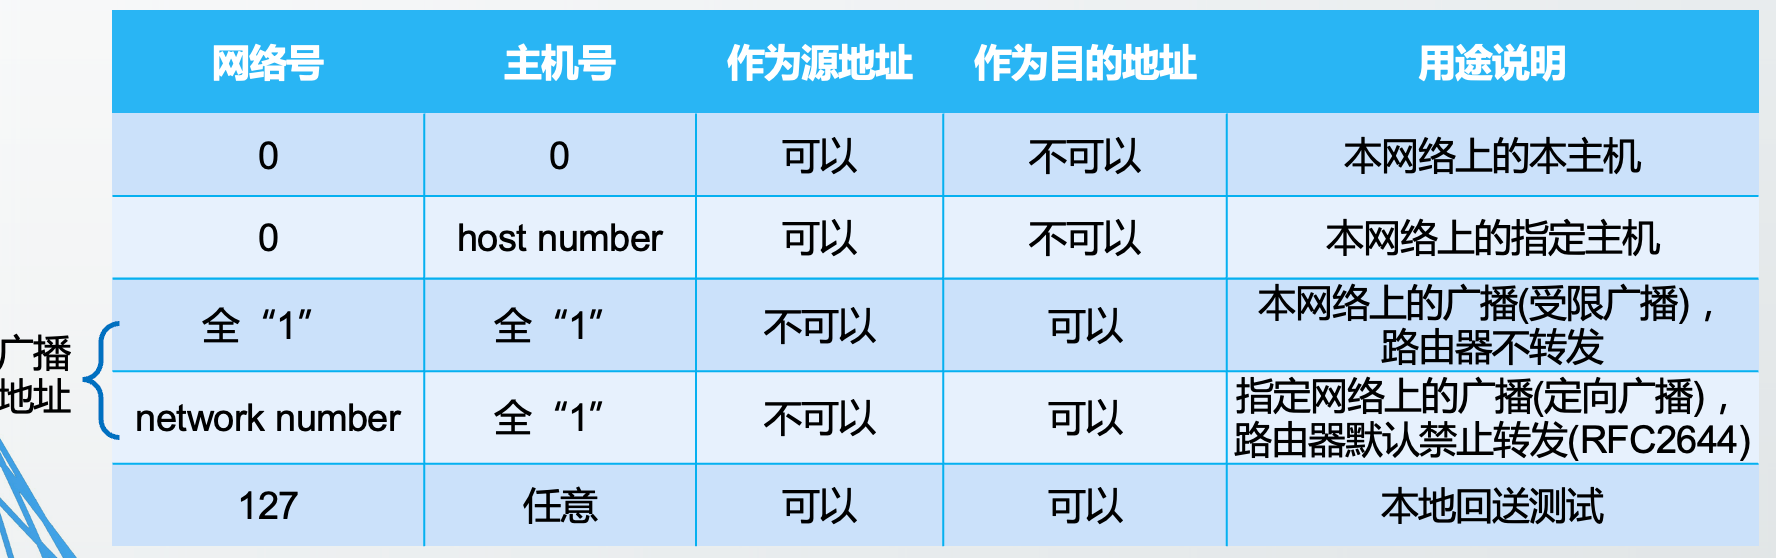 网络号 主机号 作为源地址 作为目的地址 用途说明
0 0 可以 不可以 本网络上的本主机
0 host number 可以 不可以 本网络上的指定主机
全“1” 全“1” 不可以 可以 本网络上的广播(受限广播)，
路由器不转发
广播
地址
network number 全“1” 不可以 可以 指定网络上的广播(定向广播)，
路由器默认禁止转发(RFC2644)
127 任意 可以 可以 本地回送测试